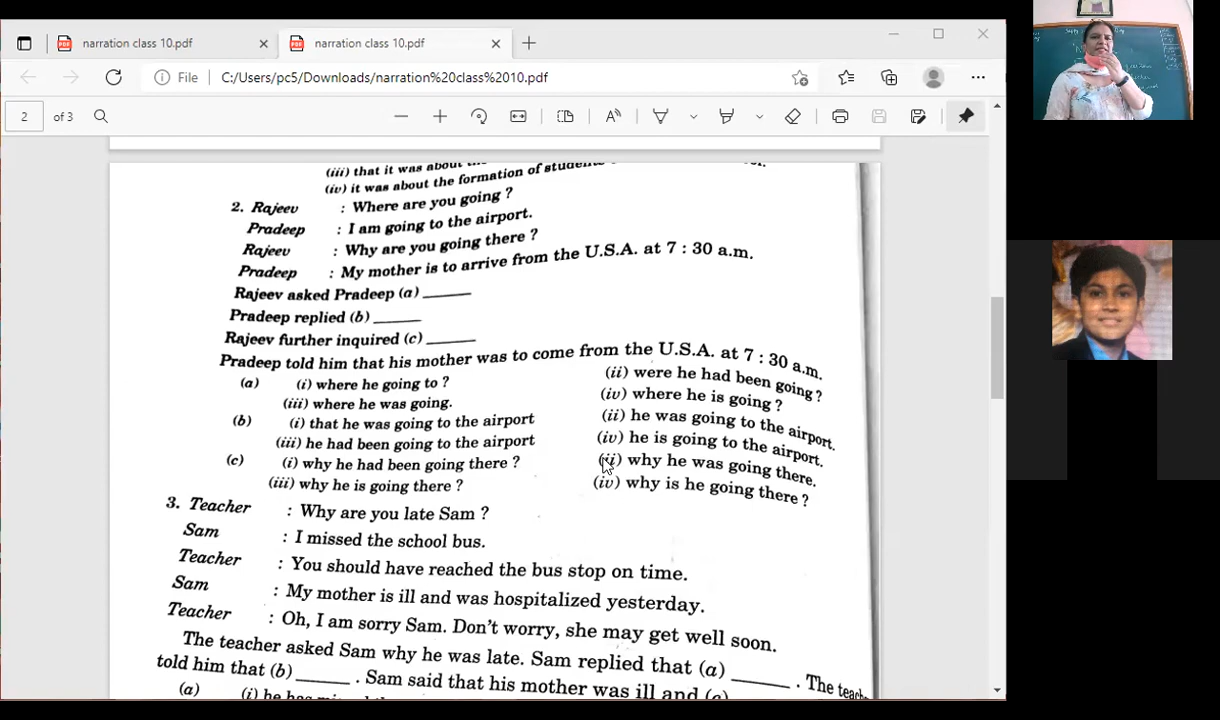 narration class 10.pdf
narration class 10.pdf
File C:/Users/pc5/Downloads/narration%20class%2010.pdf
2 of 3
(iii) that it was about
(iv) it was about the formation of students
2. Rajeev : Where are you going ?
Pradeep : I am going to the airport.
Rajeev : Why are you going there ?
Pradeep : My mother is to arrive from the U.S.A. at 7 : 30 a.m.
Rajeev asked Pradeep (a) _____
Pradeep replied (b) _____
Rajeev further inquired (c) _____
Pradeep told him that his mother was to come from the U.S.A. at 7 : 30 a.m.
(a) (i) where he going to ? (ii) were he had been going ?
(iii) where he was going. (iv) where he is going ?
(b) (i) that he was going to the airport (ii) he was going to the airport.
(iii) he had been going to the airport (iv) he is going to the airport.
(c) (i) why he had been going there ? (ii) why he was going there.
(iii) why he is going there ? (iv) why is he going there ?
3. Teacher : Why are you late Sam ?
Sam : I missed the school bus.
Teacher : You should have reached the bus stop on time.
Sam : My mother is ill and was hospitalized yesterday.
Teacher : Oh, I am sorry Sam. Don't worry, she may get well soon.
The teacher asked Sam why he was late. Sam replied that (a) _____ . The
told him that (b) _____ . Sam said that his mother was ill and
(a) (i) he has